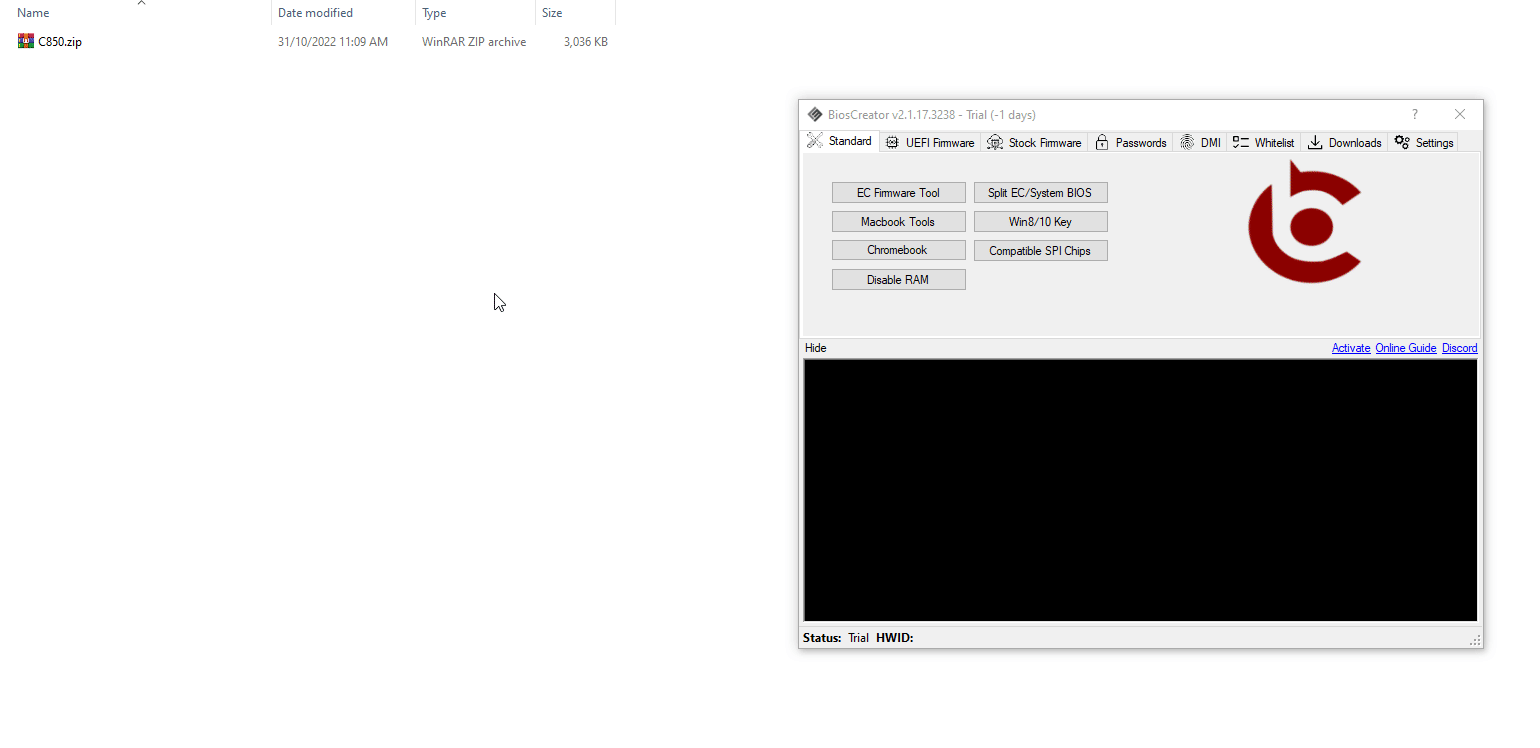 Name Date modified Type Size
C850.zip 31/10/2022 11:09 AM WinRAR ZIP archive 3,036 KB
BiosCreator v2.1.17.3238 - Trial (-1 days) ?
Standard UEFI Firmware Stock Firmware Passwords DMI Whitelist Downloads Settings
EC Firmware Tool Split EC/System BIOS
Macbook Tools Win8/10 Key
Chromebook Compatible SPI Chips
Disable RAM
Hide Activate Online Guide Discord
Status: Trial HWID: